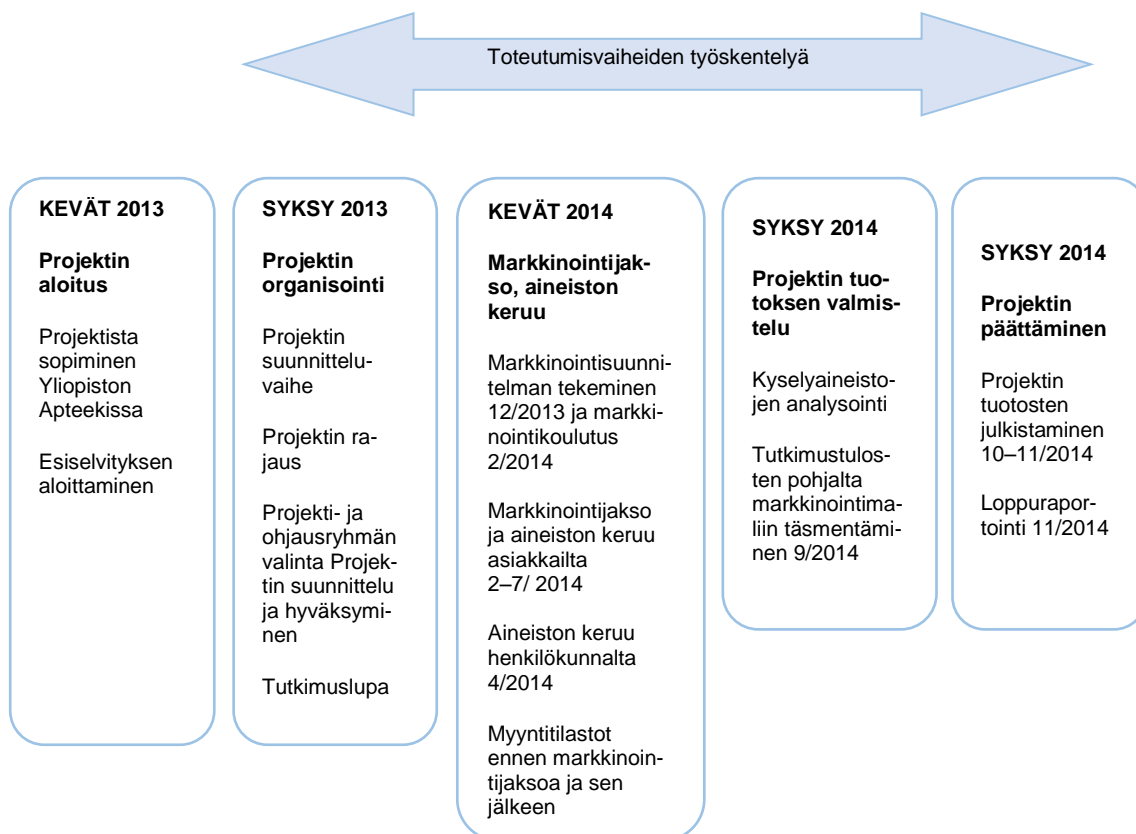 Toteutumisvaiheiden työskentelyä
KEVÄT 2013
Projektin
aloitus
Projektista
sopiminen
Yliopiston
Apteekissa
Esiselvityksen
aloittaminen
SYKSY 2013
Projektin
organisointi
Projektin
suunnittelu-
vaihe
Projektin ra-
jaus
Projekti- ja
ohjausryhmän
valinta Projek-
tin suunnittelu
ja hyväksymi-
nen
Tutkimuslupa
KEVÄT 2014
Markkinointijak-
so, aineiston
keruu
Markkinointisuunni-
telman tekeminen
12/2013 ja markki-
nointikoulutus
2/2014
Markkinointijakso
ja aineiston keruu
asiakkailta
2–7/ 2014
Aineiston keruu
henkilökunnalta
4/2014
Myyntitilastot
ennen markkinoin-
tijaksoa ja sen
jälkeen
SYKSY 2014
Projektin tuo-
toksen valmis-
telu
Kyselyaineisto-
jen analysointi
Tutkimustulos-
ten pohjalta
markkinointima-
liin täsmentämi-
nen 9/2014
SYKSY 2014
Projektin
päättäminen
Projektin
tuotosten
julkistaminen
10–11/2014
Loppurapor-
tointi 11/2014